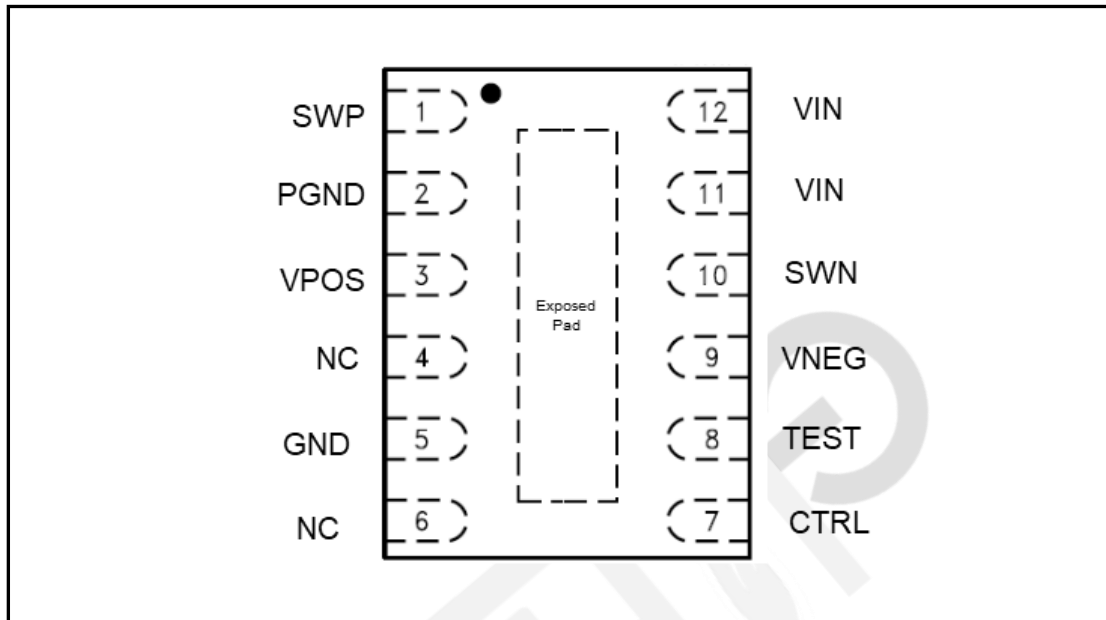 SWP 1 12 VIN
PGND 2 11 VIN
VPOS 3 10 SWN
Exposed
Pad
NC 4 9 VNEG
GND 5 8 TEST
NC 6 7 CTRL